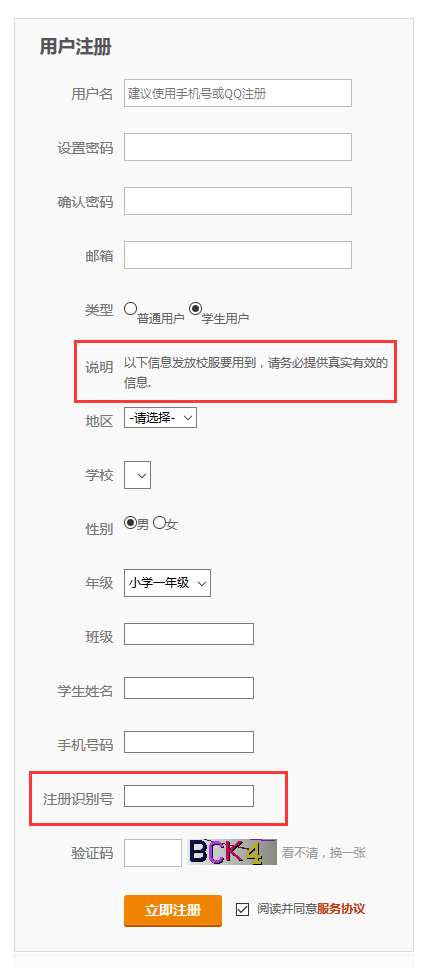 用户注册
用户名 建议使用手机号或QQ注册
设置密码
确认密码
邮箱
类型 普通用户 学生用户
说明 以下信息发放校服要用到，请务必提供真实有效的
信息.
地区 -请选择-
学校
性别 男 女
年级 小学一年级
班级
学生姓名
手机号码
注册识别号
验证码 BCK4 看不清，换一张
立即注册 阅读并同意服务协议